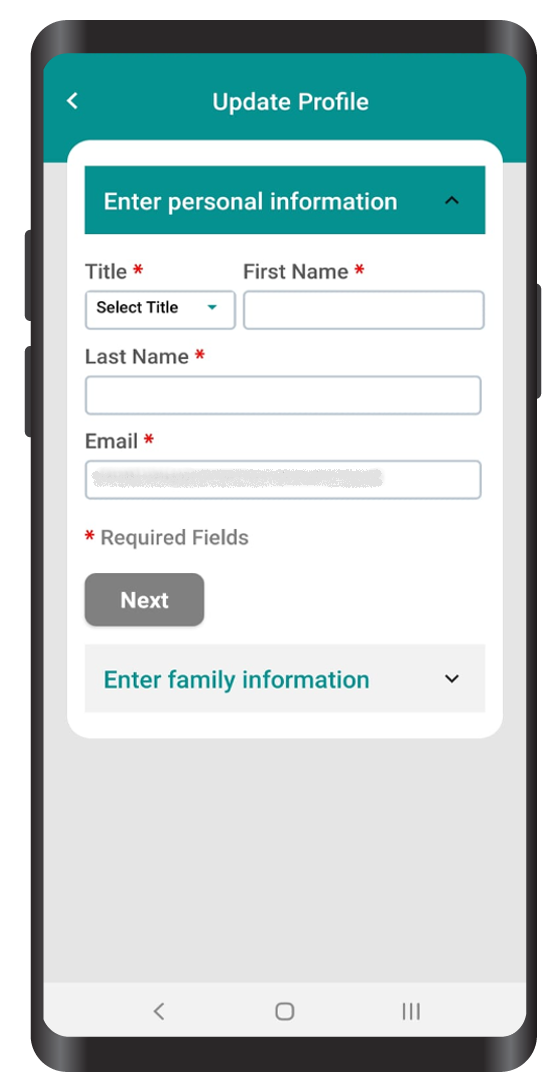 Update Profile
Enter personal information
Title * First Name *
Select Title
Last Name *
Email *
* Required Fields
Next
Enter family information